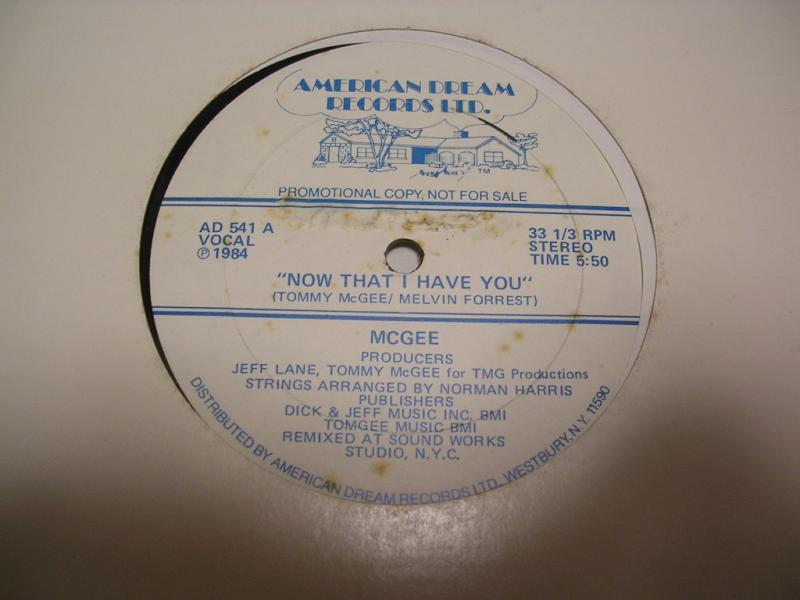 AMERICAN DREAM
RECORDS LTD.
TM
PROMOTIONAL COPY, NOT FOR SALE
AD 541 A
VOCAL
℗ 1984
33 1/3 RPM
STEREO
TIME 5:50
"NOW THAT I HAVE YOU"
(TOMMY McGEE/ MELVIN FORREST)
MCGEE
PRODUCERS
JEFF LANE, TOMMY McGEE for TMG Productions
STRINGS ARRANGED BY NORMAN HARRIS
PUBLISHERS
DICK & JEFF MUSIC INC. BMI
TOMGEE MUSIC BMI
REMIXED AT SOUND WORKS
STUDIO, N.Y.C.
DISTRIBUTED BY AMERICAN DREAM RECORDS LTD. WESTBURY, N.Y. 11590